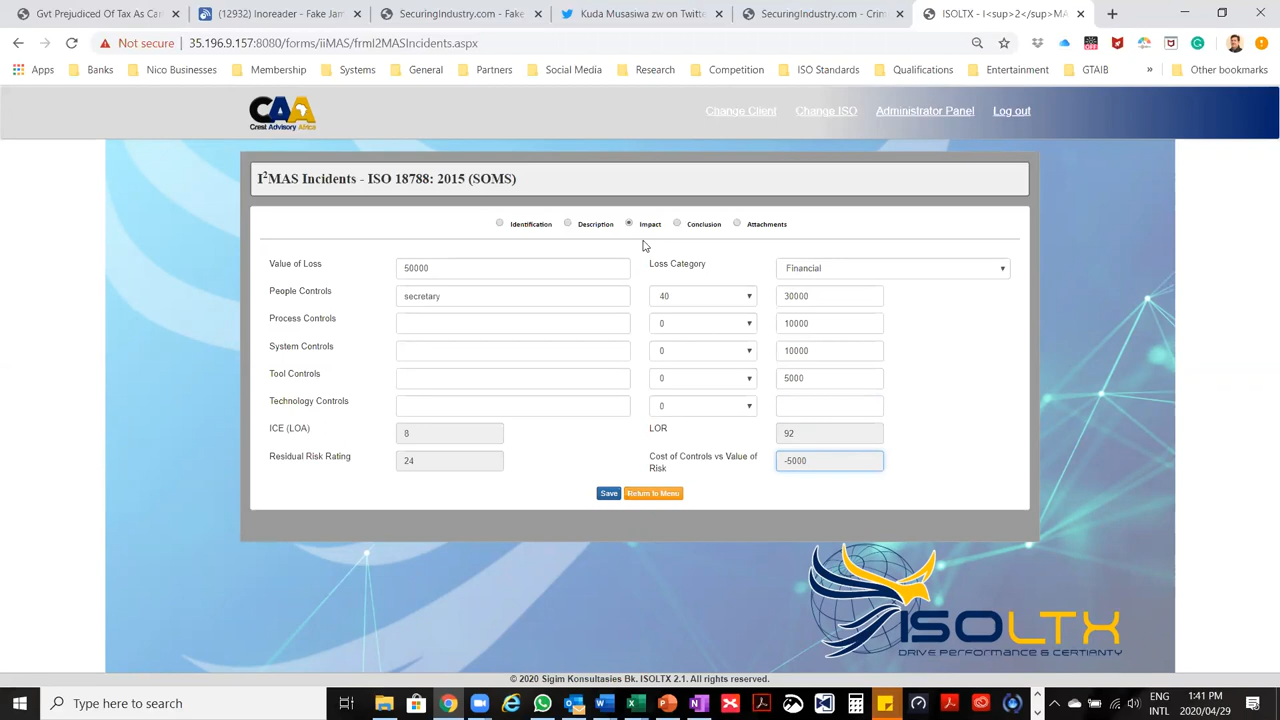 Gvt Prejudiced Of Tax As Canc
(12932) Inoreader - Forward F
SecuringIndustry.com - Fake
Kuda Musasiwa zw on Twitter
SecuringIndustry.com - Crim
ISOLTX - I<sup>2</sup>MA
Not secure 35.196.9.157:8080/forms/iiMAS/frmI2MASIncidents.aspx
Apps Banks Nico Businesses Membership Systems General Partners Social Media Research Competition ISO Standards Qualifications Entertainment GTAIB » Other bookmarks
CAA
Crest Advisory Africa
Change Client Change ISO Administrator Panel Log out
I2MAS Incidents - ISO 18788: 2015 (SOMS)
Identification Description Impact Conclusion Attachments
Value of Loss 50000 Loss Category Financial
People Controls secretary 40 30000
Process Controls 0 10000
System Controls 0 10000
Tool Controls 0 5000
Technology Controls 0
ICE (LOA) 8 LOR 92
Residual Risk Rating 24 Cost of Controls vs Value of Risk -5000
Save Return to Menu
ISOLTX
DRIVE PERFORMANCE & CERTIANTY
© 2020 Sigim Konsultasies Bk. ISOLTX 2.1. All rights reserved.
Type here to search
ENG
INTL
1:41 PM
2020/04/29